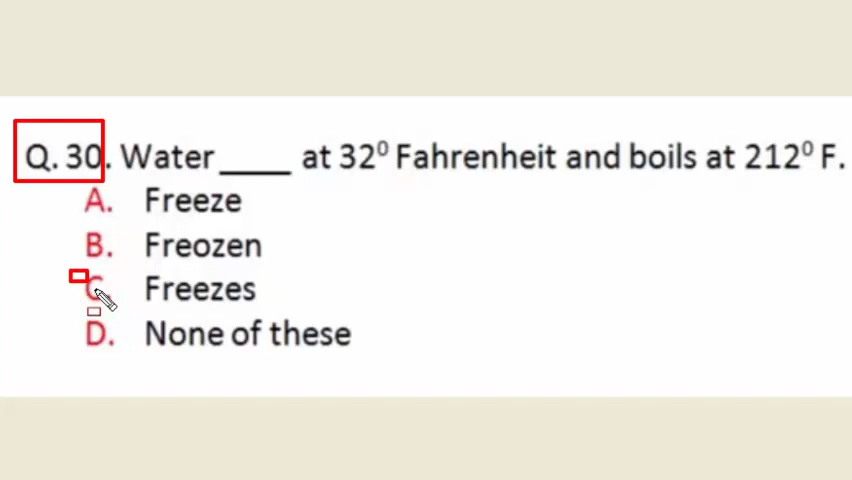 Q. 30. Water ____ at 32⁰ Fahrenheit and boils at 212⁰ F.
A. Freeze
B. Freozen
C. Freezes
D. None of these